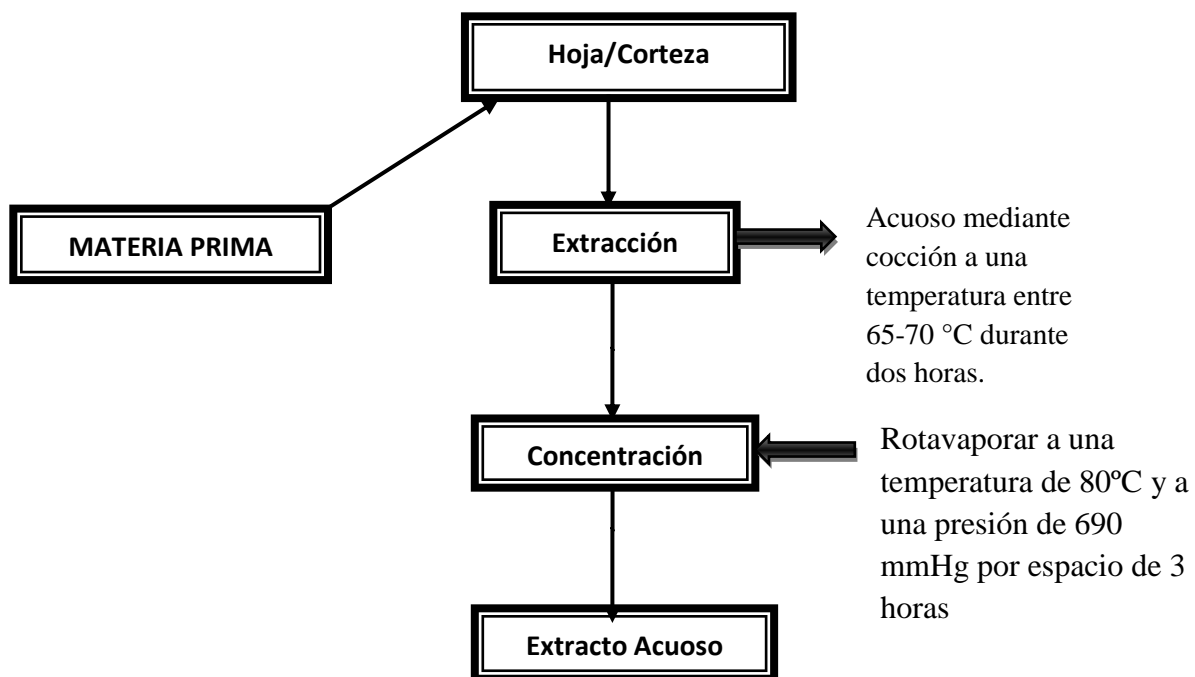 Hoja/Corteza
MATERIA PRIMA
Extracción
Acuoso mediante
cocción a una
temperatura entre
65-70 °C durante
dos horas.
Concentración
Rotavaporar a una
temperatura de 80ºC y a
una presión de 690
mmHg por espacio de 3
horas
Extracto Acuoso